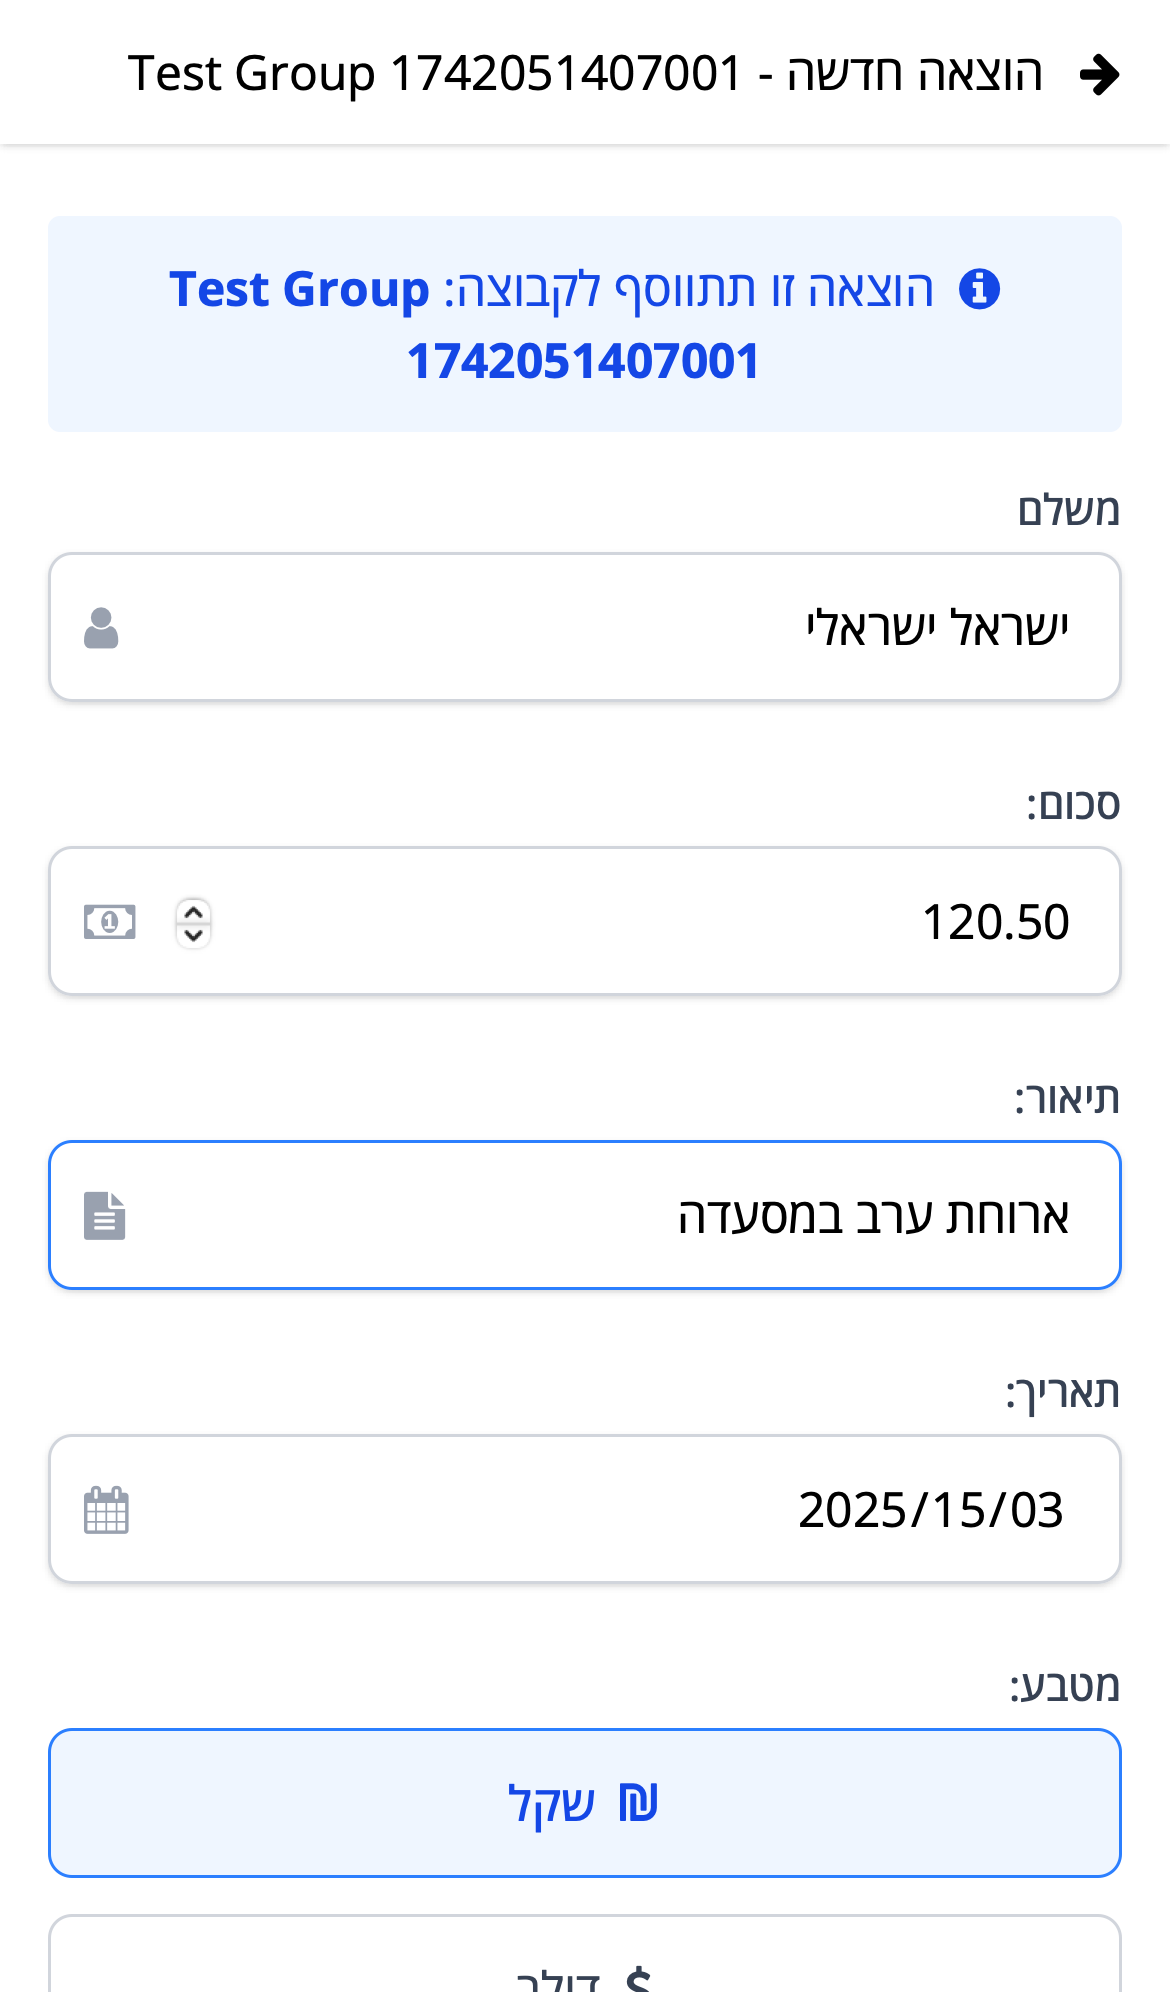 הוצאה חדשה - Test Group 1742051407001
הוצאה זו תתווסף לקבוצה: Test Group
1742051407001
משלם
ישראל ישראלי
סכום:
120.50
תיאור:
ארוחת ערב במסעדה
תאריך:
2025/15/03
מטבע:
₪ שקל
$ דולר